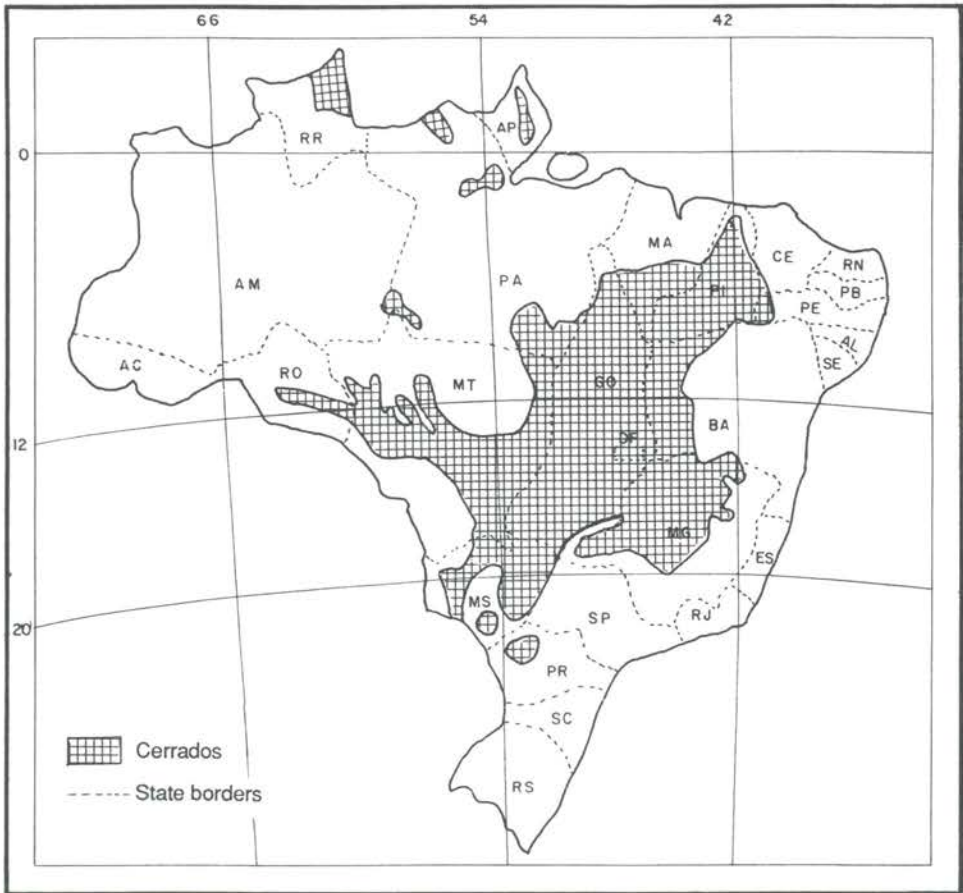 66 54 42
RR
AP
0
MA
CE
RN
AM
PA
PI
PB
PE
AL
AC
RO
MT
GO
SE
12
BA
DF
MG
ES
MS
20
SP
RJ
PR
SC
Cerrados
RS
State borders